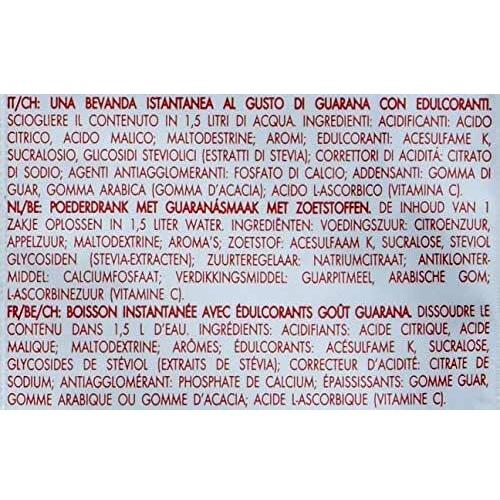 IT/CH: UNA BEVANDA ISTANTANEA AL GUSTO DI GUARANA CON EDULCORANTI.
SCIOGLIERE IL CONTENUTO IN 1,5 LITRI DI ACQUA. INGREDIENTI: ACIDIFICANTI: ACIDO
CITRICO, ACIDO MALICO; MALTODESTRINE; AROMI; EDULCORANTI: ACESULFAME K,
SUCRALOSIO, GLICOSIDI STEVIOLICI (ESTRATTI DI STEVIA); CORRETTORI DI ACIDITÁ: CITRATO
DI SODIO; AGENTI ANTIAGGLOMERANTI: FOSFATO DI CALCIO; ADDENSANTI: GOMMA DI
GUAR, GOMMA ARABICA (GOMMA D'ACACIA); ACIDO L-ASCORBICO (VITAMINA C).
NL/BE: POEDERDRANK MET GUARANÁSMAAK MET ZOETSTOFFEN. DE INHOUD VAN 1
ZAKJE OPLOSSEN IN 1,5 LITER WATER. INGREDIËNTEN: VOEDINGSZUUR: CITROENZUUR,
APPELZUUR; MALTODEXTRINE; AROMA'S; ZOETSTOF: ACESULFAAM K, SUCRALOSE, STEVIOL
GLYCOSIDEN (STEVIA-EXTRACTEN); ZUURTEREGELAAR: NATRIUMCITRAAT; ANTIKLONTER-
MIDDEL: CALCIUMFOSFAAT; VERDIKKINGSMIDDEL: GUARPITMEEL, ARABISCHE GOM;
L-ASCORBINEZUUR (VITAMINE C).
FR/BE/CH: BOISSON INSTANTANÉE AVEC ÉDULCORANTS GOÛT GUARANA. DISSOUDRE LE
CONTENU DANS 1,5 L D'EAU. INGRÉDIENTS: ACIDIFIANTS: ACIDE CITRIQUE, ACIDE
MALIQUE; MALTODEXTRINE; ARÔMES; ÉDULCORANTS: ACÉSULFAME K, SUCRALOSE,
GLYCOSIDES DE STÉVIOL (EXTRAITS DE STÉVIA); CORRECTEUR D'ACIDITÉ: CITRATE DE
SODIUM; ANTIAGGLOMÉRANT: PHOSPHATE DE CALCIUM; ÉPAISSISSANTS: GOMME GUAR,
GOMME ARABIQUE OU GOMME D'ACACIA; ACIDE L-ASCORBIQUE (VITAMINE C).